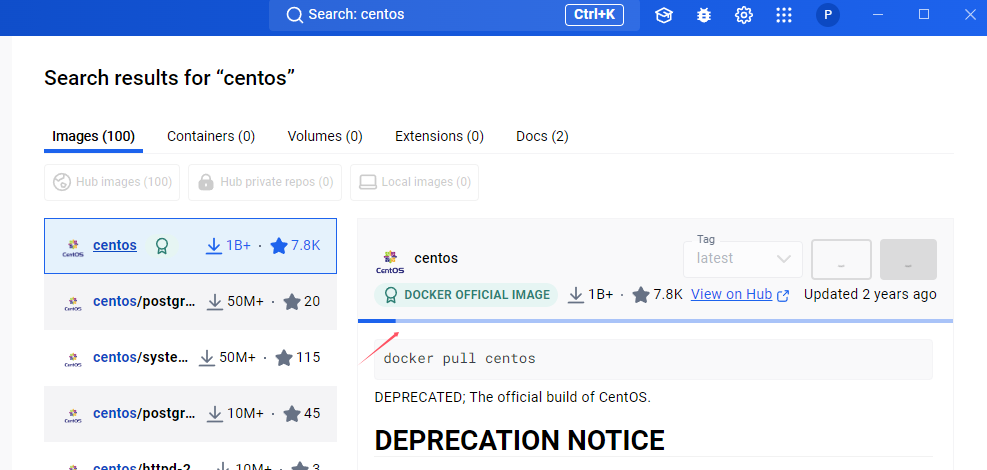 Search: centos Ctrl+K P
Search results for “centos”
Images (100) Containers (0) Volumes (0) Extensions (0) Docs (2)
Hub images (100) Hub private repos (0) Local images (0)
CentOS centos 1B+ · 7.8K
centos/postgr... 50M+ · 20
centos/syste... 50M+ · 115
centos/postgr... 10M+ · 45
centos/httpd-2 10M+ · 3
CentOS centos
Tag
latest
DOCKER OFFICIAL IMAGE 1B+ · 7.8K View on Hub Updated 2 years ago
docker pull centos
DEPRECATED; The official build of CentOS.
DEPRECATION NOTICE